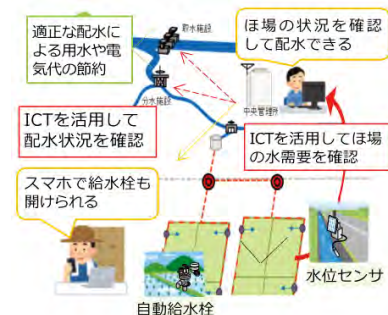 適正な配水に
よる用水や電
気代の節約
取水施設
ほ場の状況を確認
して配水できる
分水施設
中央管理所
ICTを活用して
配水状況を確認
ICTを活用してほ場
の水需要を確認
スマホで給水栓も
開けられる
水位センサ
自動給水栓